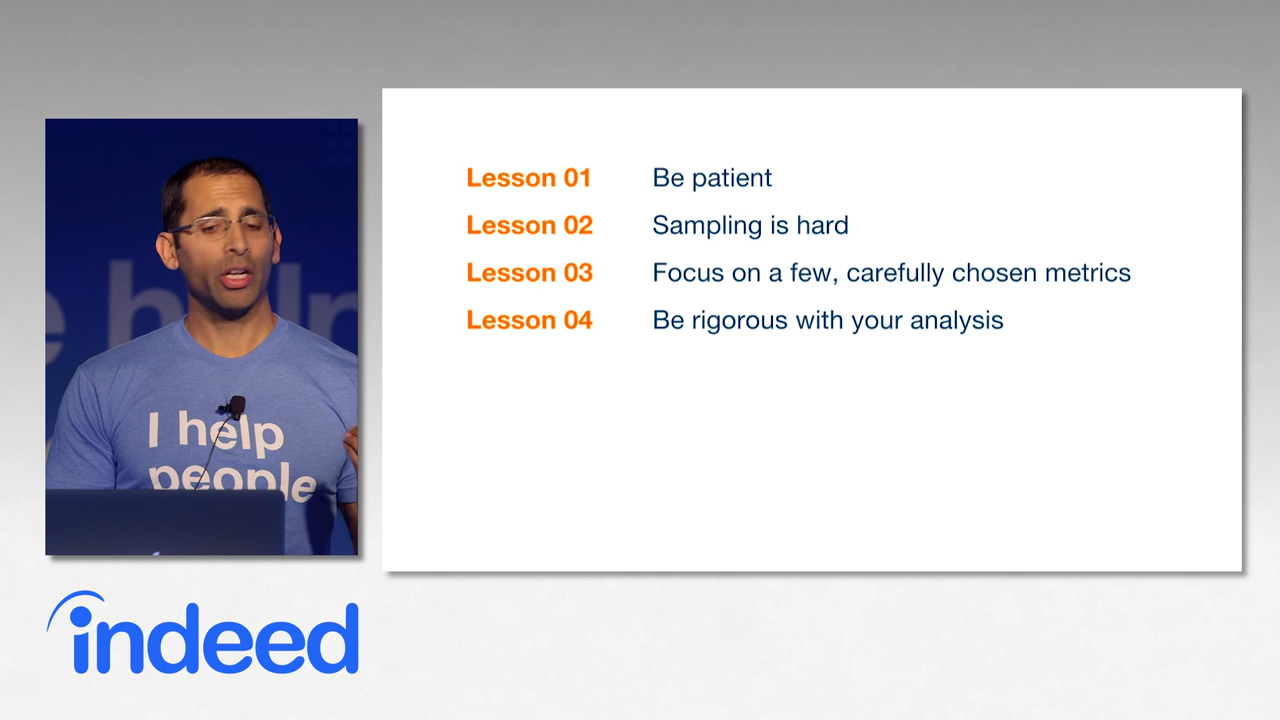 I help
people
indeed
Lesson 01 Be patient
Lesson 02 Sampling is hard
Lesson 03 Focus on a few, carefully chosen metrics
Lesson 04 Be rigorous with your analysis